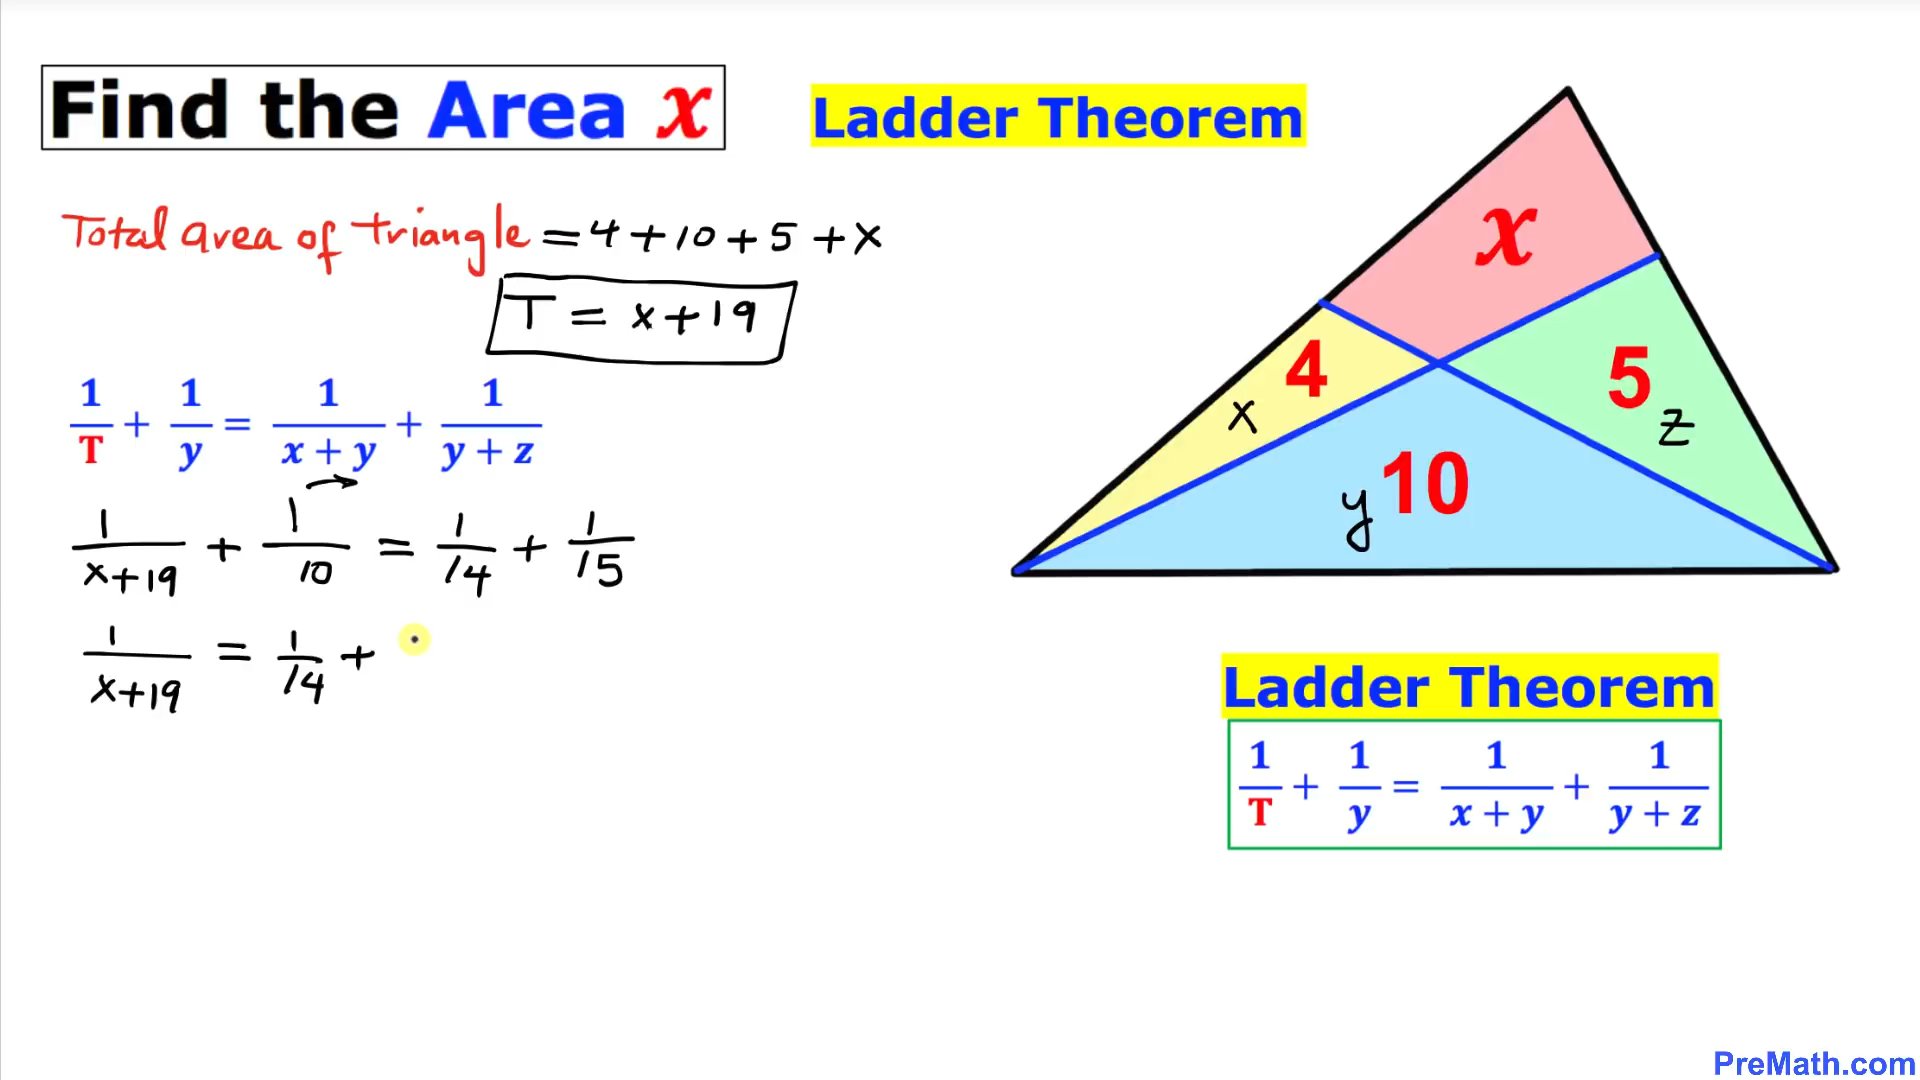 Find the Area x
Ladder Theorem
Total area of triangle = 4 + 10 + 5 + x
T = x + 19
1/T + 1/y = 1/(x + y) + 1/(y + z)
1/(x+19) + 1/10 = 1/14 + 1/15
1/(x+19) = 1/14 +
x
4
x
5
z
y 10
Ladder Theorem
1/T + 1/y = 1/(x + y) + 1/(y + z)
PreMath.com